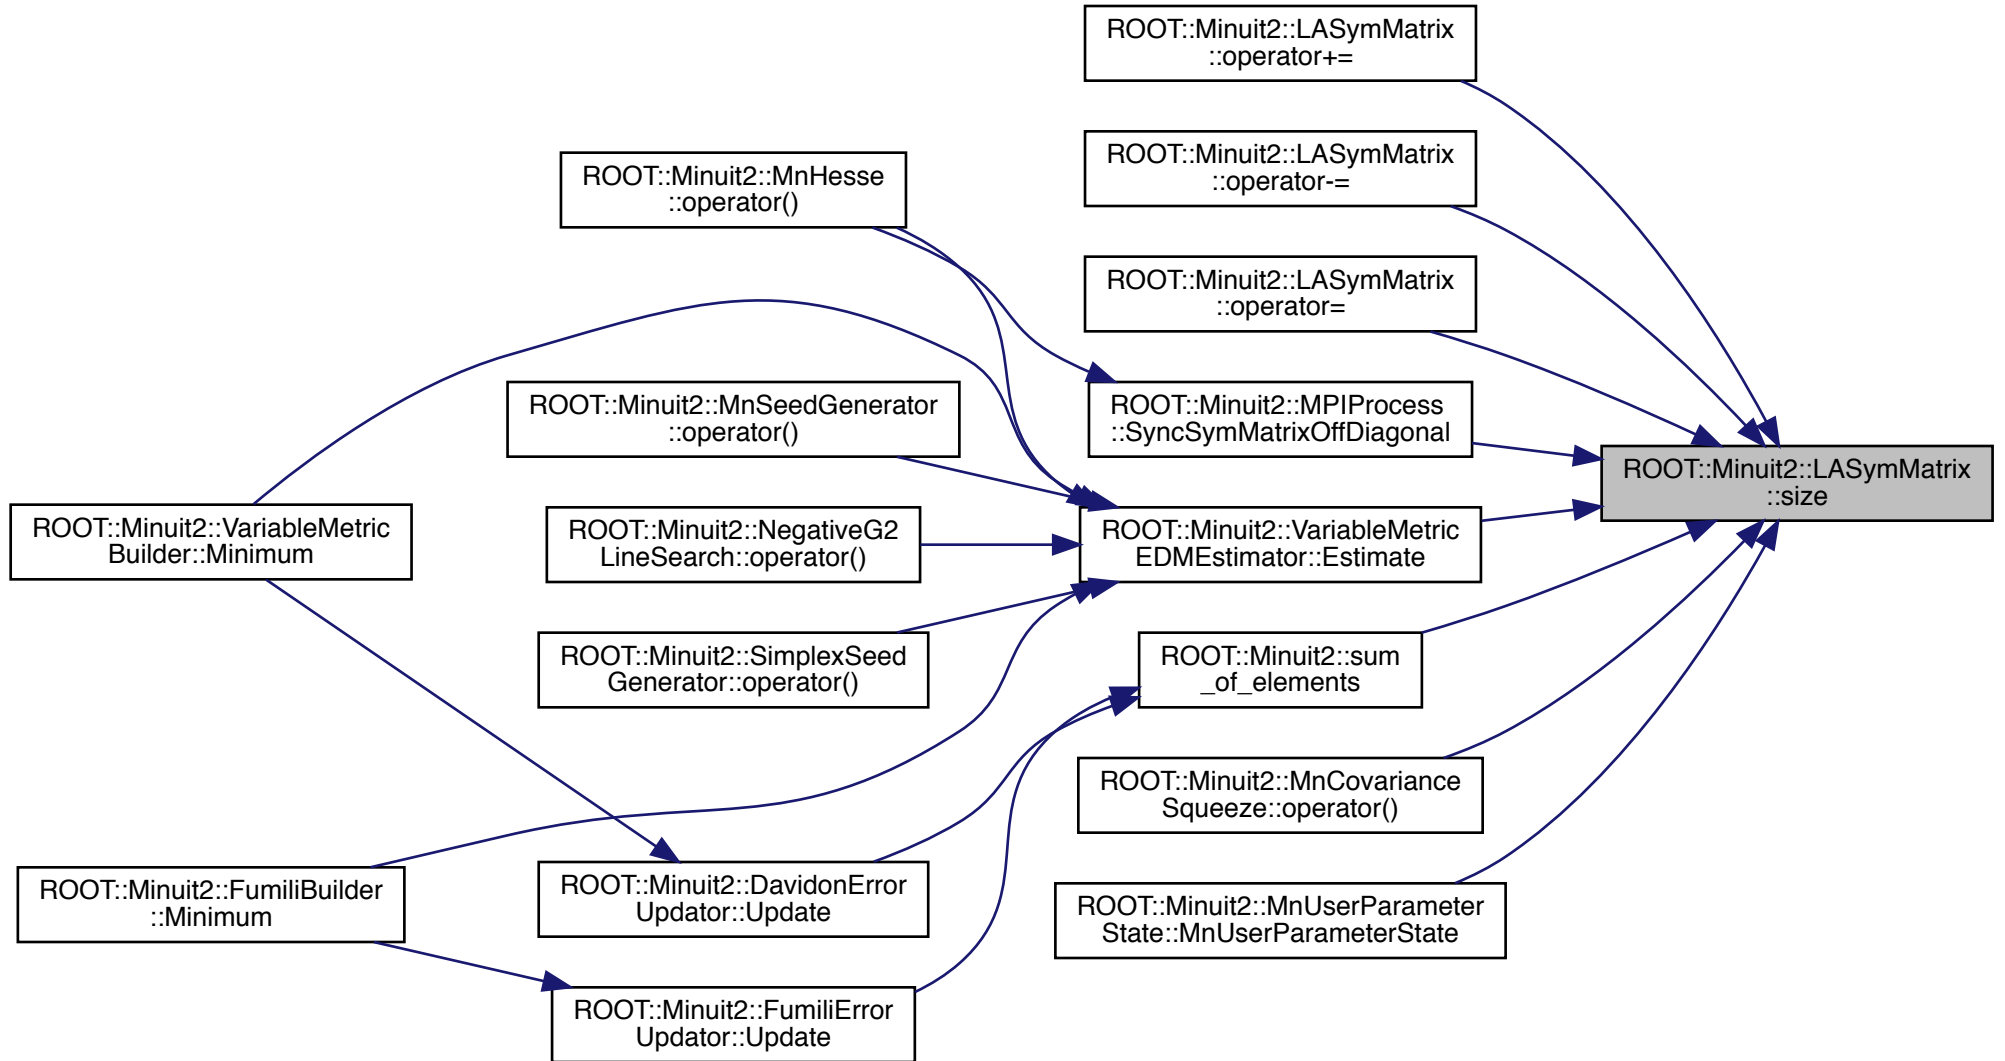 ROOT::Minuit2::LASymMatrix
::operator+=
ROOT::Minuit2::LASymMatrix
::operator-=
ROOT::Minuit2::MnHesse
::operator()
ROOT::Minuit2::LASymMatrix
::operator=
ROOT::Minuit2::MnSeedGenerator
::operator()
ROOT::Minuit2::MPIProcess
::SyncSymMatrixOffDiagonal
ROOT::Minuit2::LASymMatrix
::size
ROOT::Minuit2::VariableMetric
Builder::Minimum
ROOT::Minuit2::NegativeG2
LineSearch::operator()
ROOT::Minuit2::VariableMetric
EDMEstimator::Estimate
ROOT::Minuit2::SimplexSeed
Generator::operator()
ROOT::Minuit2::sum
_of_elements
ROOT::Minuit2::MnCovariance
Squeeze::operator()
ROOT::Minuit2::FumiliBuilder
::Minimum
ROOT::Minuit2::DavidonError
Updator::Update
ROOT::Minuit2::MnUserParameter
State::MnUserParameterState
ROOT::Minuit2::FumiliError
Updator::Update